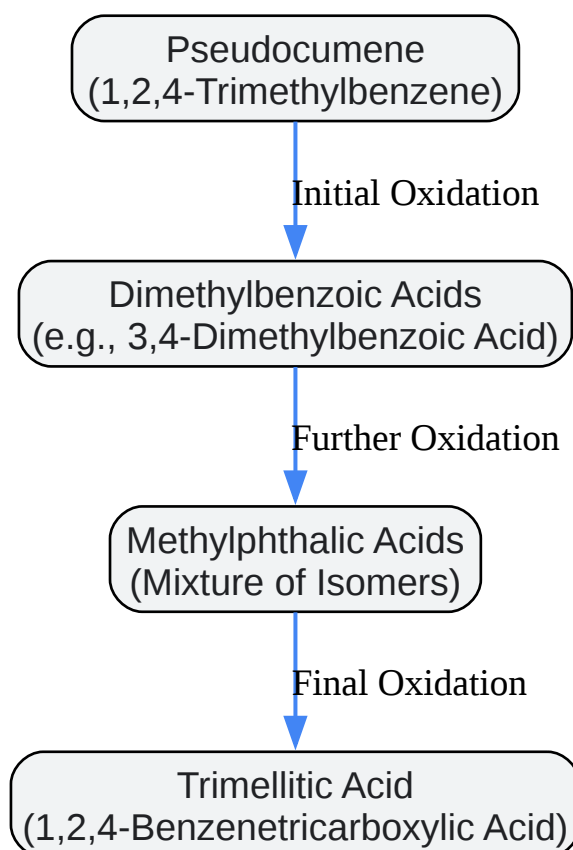 Pseudocumene
(1,2,4-Trimethylbenzene)
Initial Oxidation
Dimethylbenzoic Acids
(e.g., 3,4-Dimethylbenzoic Acid)
Further Oxidation
Methylphthalic Acids
(Mixture of Isomers)
Final Oxidation
Trimellitic Acid
(1,2,4-Benzenetricarboxylic Acid)